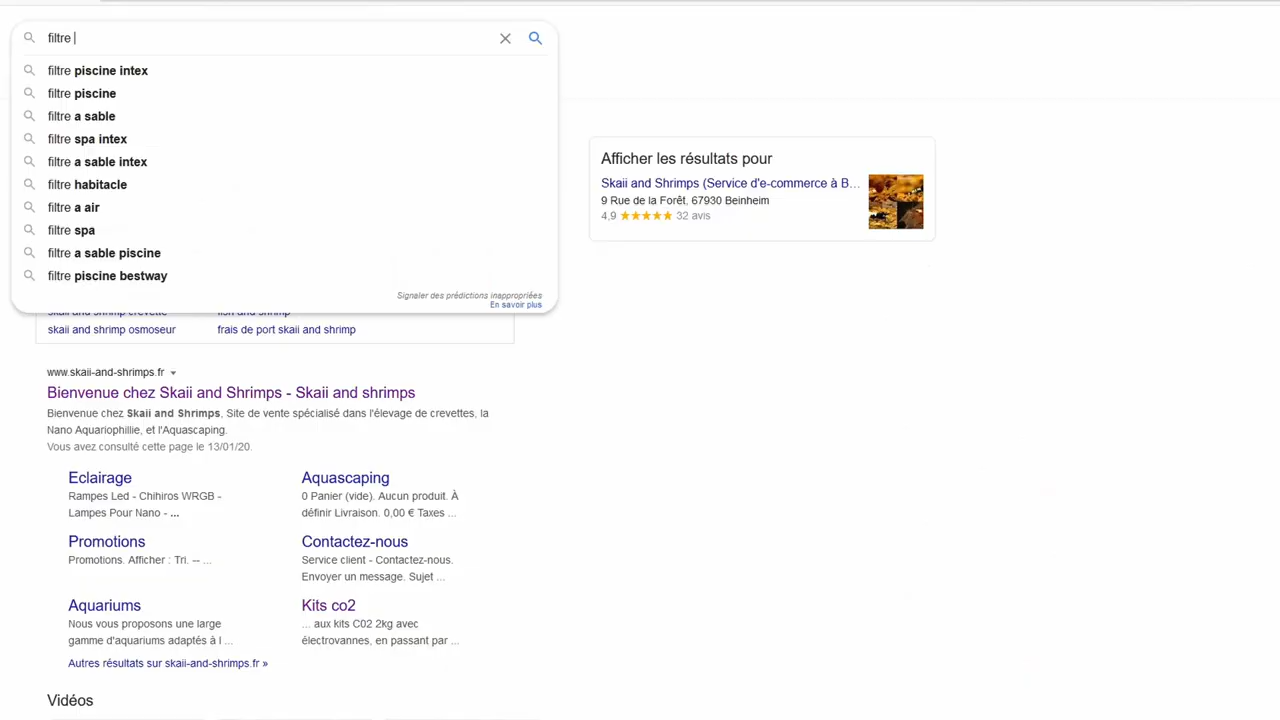 filtre
filtre piscine intex
filtre piscine
filtre a sable
filtre spa intex
filtre a sable intex
filtre habitacle
filtre a air
filtre spa
filtre a sable piscine
filtre piscine bestway
Signaler des prédictions inappropriées
En savoir plus
skaii and shrimp crevette fish and shrimp
skaii and shrimp osmoseur frais de port skaii and shrimp
Afficher les résultats pour
Skaii and Shrimps (Service d'e-commerce à B...
9 Rue de la Forêt, 67930 Beinheim
4,9 ★★★★★ 32 avis
www.skaii-and-shrimps.fr
Bienvenue chez Skaii and Shrimps - Skaii and shrimps
Bienvenue chez Skaii and Shrimps, Site de vente spécialisé dans l'élevage de crevettes, la
Nano Aquariophillie, et l'Aquascaping.
Vous avez consulté cette page le 13/01/20.
Eclairage
Rampes Led - Chihiros WRGB -
Lampes Pour Nano - ...
Aquascaping
0 Panier (vide). Aucun produit. À
définir Livraison. 0,00 € Taxes ...
Promotions
Promotions. Afficher : Tri. -- ...
Contactez-nous
Service client - Contactez-nous.
Envoyer un message. Sujet ...
Aquariums
Nous vous proposons une large
gamme d'aquariums adaptés à l ...
Kits co2
... aux kits C02 2kg avec
électrovannes, en passant par ...
Autres résultats sur skaii-and-shrimps.fr »
Vidéos